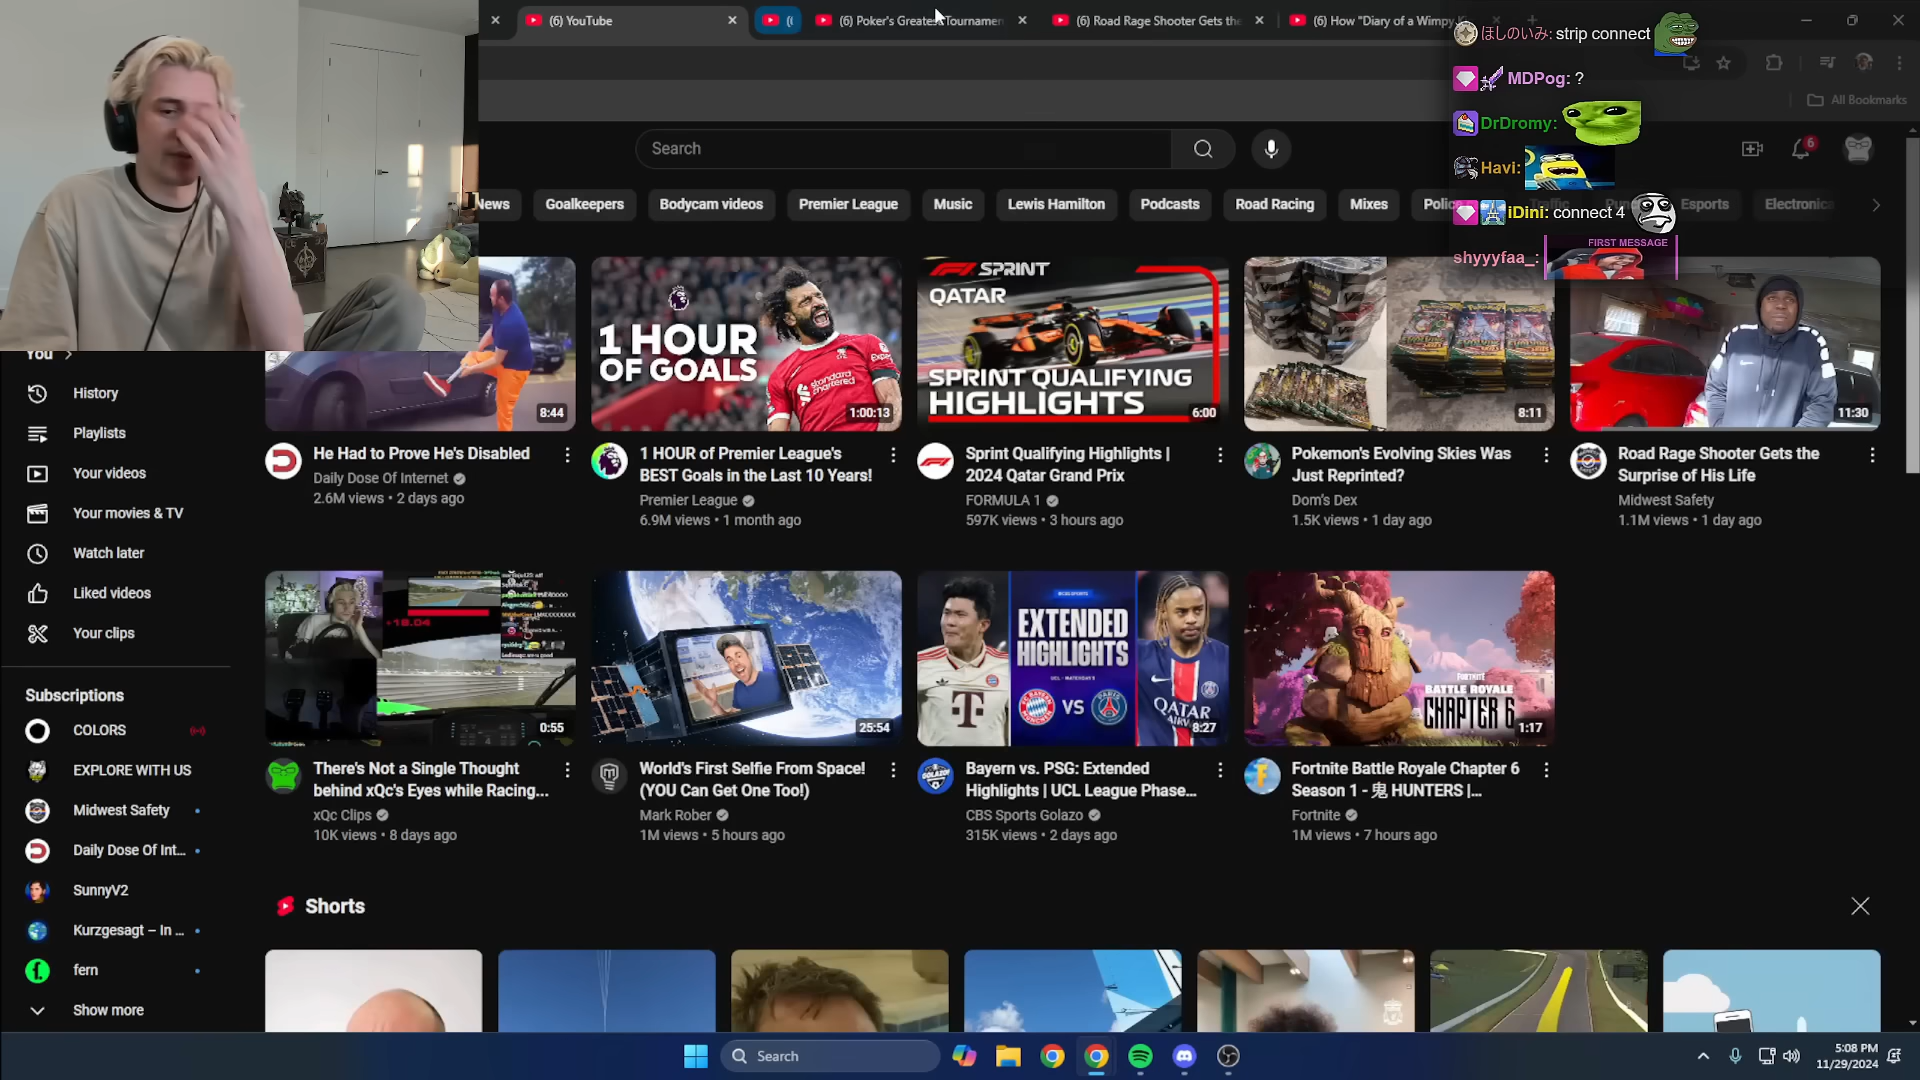 (6) YouTube
(6) Poker's Greatest Tournamen
(6) Road Rage Shooter Gets the
(6) How "Diary of a Wimpy
All Bookmarks
ほしのいみ: strip connect
MDPog: ?
DrDromy:
Havi:
iDini: connect 4
FIRST MESSAGE
shyyyfaa_:
Search
6
News
Goalkeepers
Bodycam videos
Premier League
Music
Lewis Hamilton
Podcasts
Road Racing
Mixes
Esports
You
History
Playlists
Your videos
Your movies & TV
Watch later
Liked videos
Your clips
Subscriptions
COLORS
EXPLORE WITH US
Midwest Safety
Daily Dose Of Int...
SunnyV2
Kurzgesagt – In ...
fern
Show more
8:44
He Had to Prove He's Disabled
Daily Dose Of Internet
2.6M views • 2 days ago
1 HOUR
OF GOALS
1:00:13
1 HOUR of Premier League's
BEST Goals in the Last 10 Years!
Premier League
6.9M views • 1 month ago
F1 SPRINT
QATAR
SPRINT QUALIFYING
HIGHLIGHTS
6:00
Sprint Qualifying Highlights |
2024 Qatar Grand Prix
FORMULA 1
597K views • 3 hours ago
8:11
Pokemon's Evolving Skies Was
Just Reprinted?
Dom's Dex
1.5K views • 1 day ago
11:30
Road Rage Shooter Gets the
Surprise of His Life
Midwest Safety
1.1M views • 1 day ago
+18.04
0:55
There's Not a Single Thought
behind xQc's Eyes while Racing...
xQc Clips
10K views • 8 days ago
25:54
World's First Selfie From Space!
(YOU Can Get One Too!)
Mark Rober
1M views • 5 hours ago
EXTENDED
HIGHLIGHTS
VS
QATAR
8:27
Bayern vs. PSG: Extended
Highlights | UCL League Phase...
CBS Sports Golazo
315K views • 2 days ago
FORTNITE
BATTLE ROYALE
CHAPTER 6
1:17
Fortnite Battle Royale Chapter 6
Season 1 - 鬼 HUNTERS |...
Fortnite
1M views • 7 hours ago
Shorts
Search
5:08 PM
11/29/2024